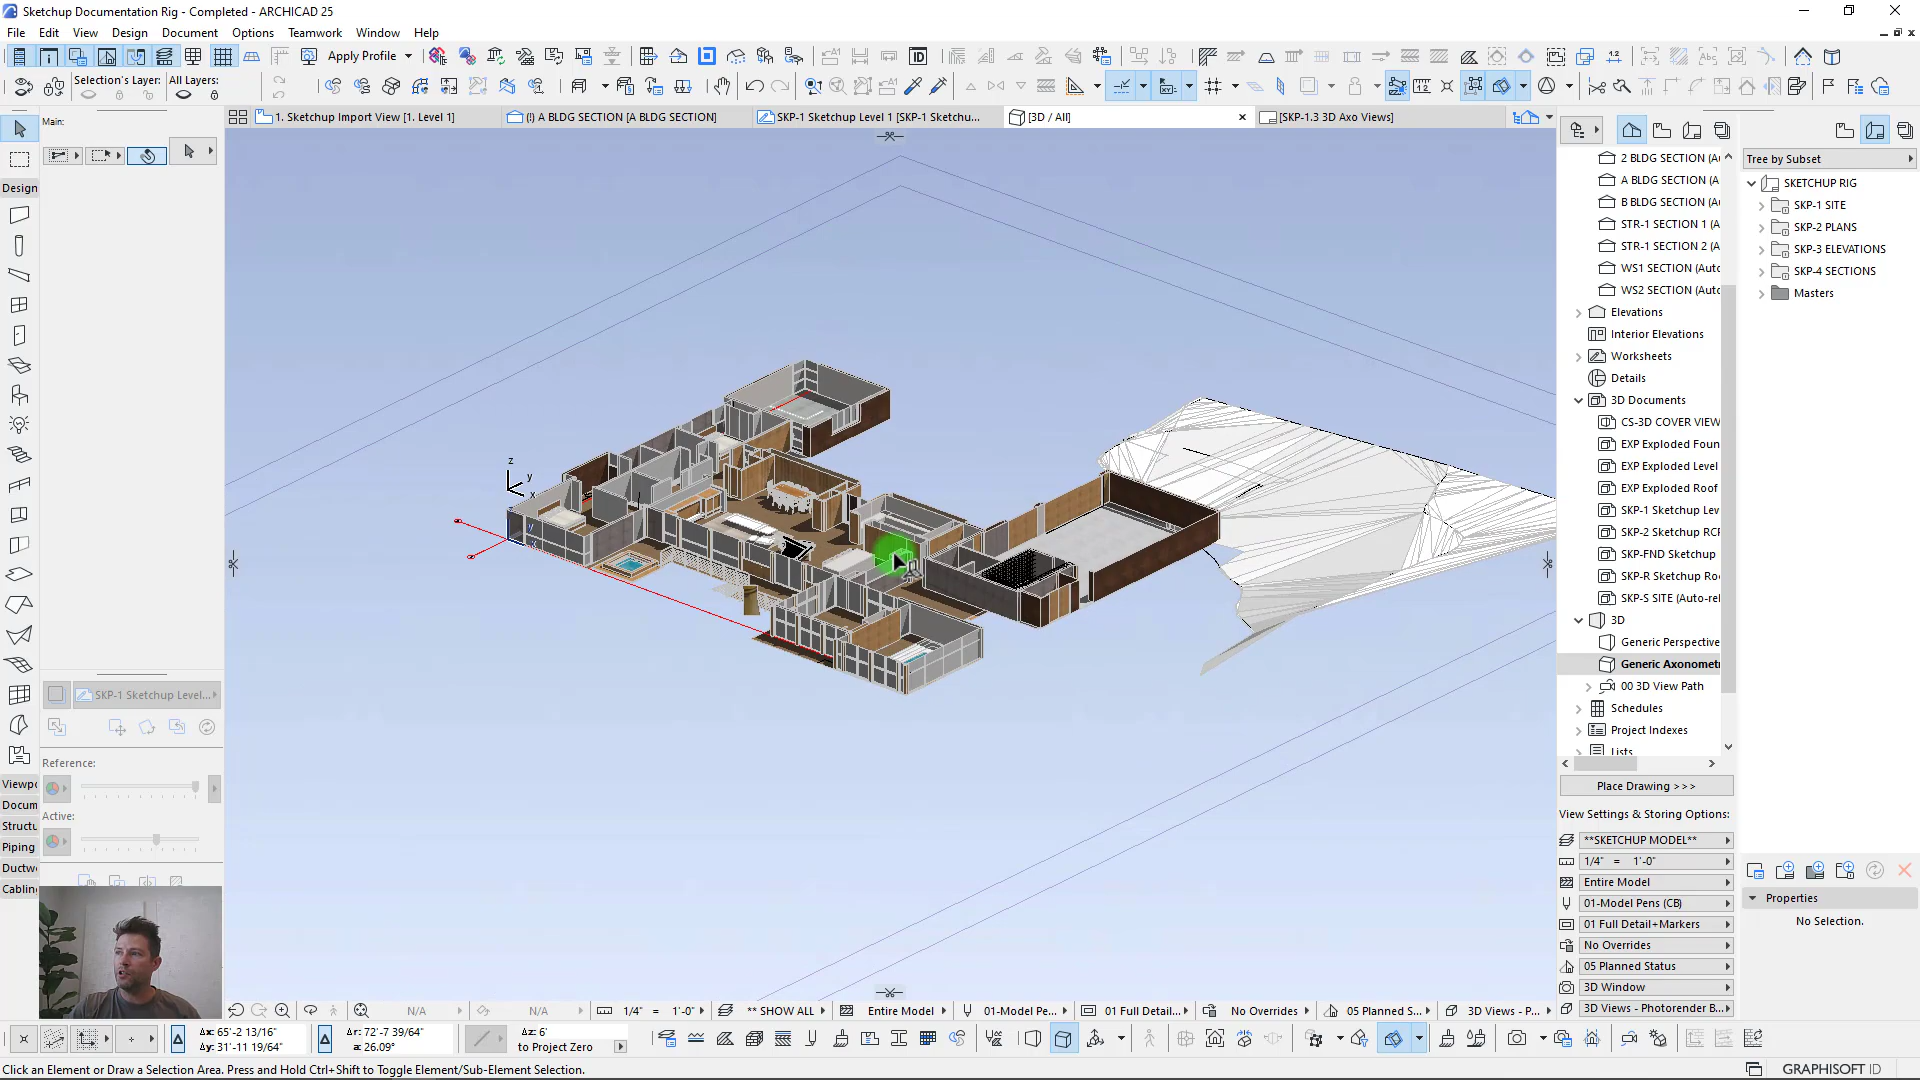 Sketchup Documentation Rig - Completed - ARCHICAD 25
File Edit View Design Document Options Teamwork Window Help
Apply Profile
Selection's Layer: All Layers:
1. Sketchup Import View [1. Level 1]
(!) A BLDG SECTION [A BLDG SECTION]
SKP-1 Sketchup Level 1 [SKP-1 Sketchu...
[3D / All]
[SKP-1.3 3D Axo Views]
Main:
Design
z
y
x
SKP-1 Sketchup Level...
Reference:
Active:
Viewpo
Docum
Structu
Piping
Ductw
Cabling
2 BLDG SECTION (Au
A BLDG SECTION (A
B BLDG SECTION (Au
STR-1 SECTION 1 (A
STR-1 SECTION 2 (A
WS1 SECTION (Auto
WS2 SECTION (Auto
Elevations
Interior Elevations
Worksheets
Details
3D Documents
CS-3D COVER VIEW
EXP Exploded Foun
EXP Exploded Level
EXP Exploded Roof
SKP-1 Sketchup Lev
SKP-2 Sketchup RCP
SKP-FND Sketchup
SKP-R Sketchup Roo
SKP-S SITE (Auto-rel
3D
Generic Perspective
Generic Axonometr
00 3D View Path
Schedules
Project Indexes
Lists
Place Drawing >>>
View Settings & Storing Options:
**SKETCHUP MODEL**
1/4" = 1'-0"
Entire Model
01-Model Pens (CB)
01 Full Detail+Markers
No Overrides
05 Planned Status
3D Window
3D Views - Photorender B...
Tree by Subset
SKETCHUP RIG
SKP-1 SITE
SKP-2 PLANS
SKP-3 ELEVATIONS
SKP-4 SECTIONS
Masters
Properties
No Selection.
N/A N/A 1/4" = 1'-0" ** SHOW ALL Entire Model 01-Model Pe... 01 Full Detail... No Overrides 05 Planned S... 3D Views - P...
Δx: 65'-2 13/16" Δr: 72'-7 39/64" Δz: 6'
Δy: 31'-11 19/64" a: 26.09° to Project Zero
Click an Element or Draw a Selection Area. Press and Hold Ctrl+Shift to Toggle Element/Sub-Element Selection.
GRAPHISOFT ID